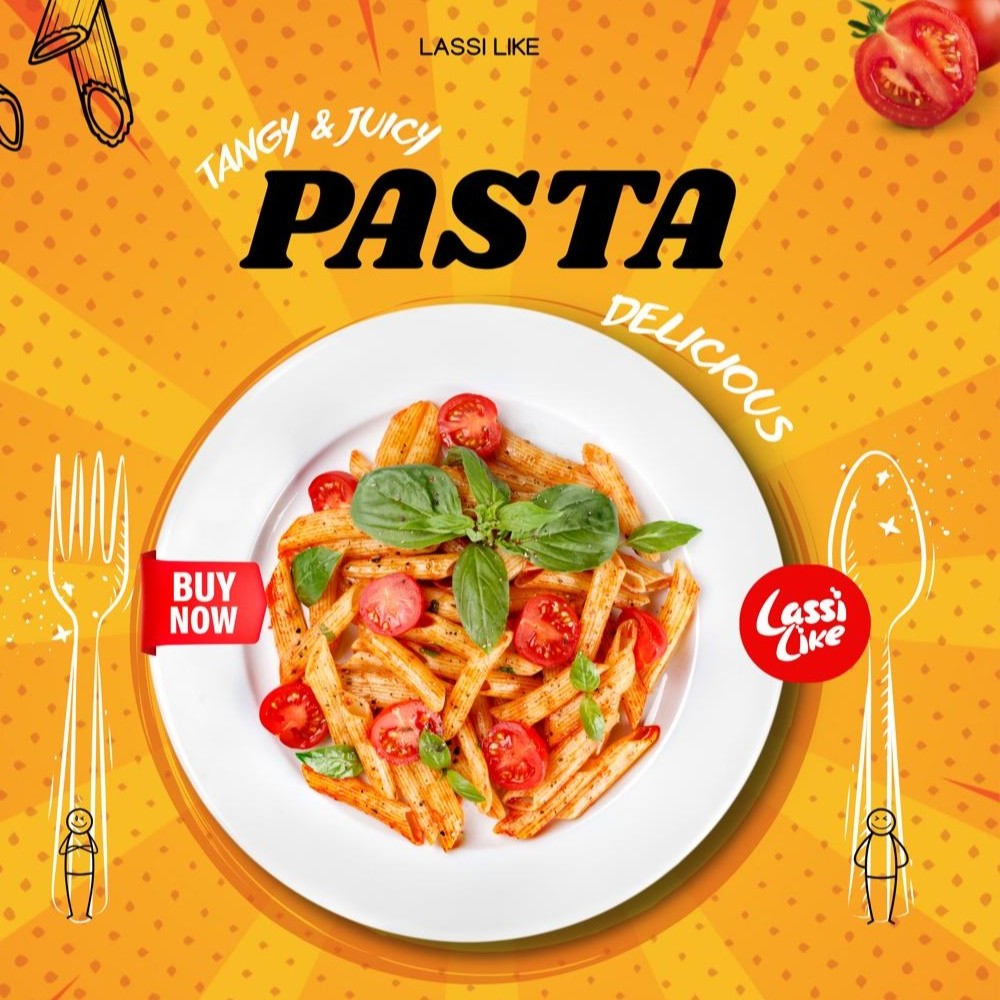 LASSI LIKE
TANGY & JUICY
PASTA
DELICIOUS
BUY
NOW
Lassi
Like